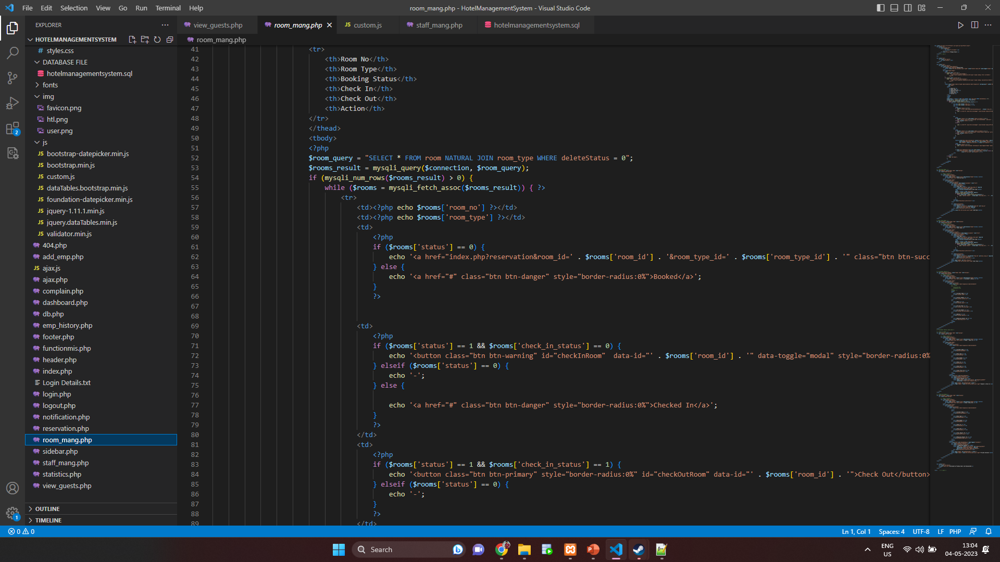 File Edit Selection View Go Run Terminal Help
room_mang.php - HotelManagementSystem - Visual Studio Code
EXPLORER
HOTELMANAGEMENTSYSTEM
# styles.css
DATABASE FILE
hotelmanagementsystem.sql
fonts
img
favicon.png
htl.png
user.png
js
JS bootstrap-datepicker.min.js
JS bootstrap.min.js
JS custom.js
JS dataTables.bootstrap.min.js
JS foundation-datepicker.min.js
JS jquery-1.11.1.min.js
JS jquery.dataTables.min.js
JS validator.min.js
404.php
add_emp.php
JS ajax.js
ajax.php
complain.php
dashboard.php
db.php
emp_history.php
footer.php
functionmis.php
header.php
index.php
Login Details.txt
login.php
logout.php
notification.php
reservation.php
room_mang.php
sidebar.php
staff_mang.php
statistics.php
view_guests.php
OUTLINE
TIMELINE
2
1
view_guests.php room_mang.php JS custom.js staff_mang.php hotelmanagementsystem.sql
room_mang.php
41 <tr>
42 <th>Room No</th>
43 <th>Room Type</th>
44 <th>Booking Status</th>
45 <th>Check In</th>
46 <th>Check Out</th>
47 <th>Action</th>
48 </tr>
49 </thead>
50 <tbody>
51 <?php
52 $room_query = "SELECT * FROM room NATURAL JOIN room_type WHERE deleteStatus = 0";
53 $rooms_result = mysqli_query($connection, $room_query);
54 if (mysqli_num_rows($rooms_result) > 0) {
55 while ($rooms = mysqli_fetch_assoc($rooms_result)) { ?>
56 <tr>
57 <td><?php echo $rooms['room_no'] ?></td>
58 <td><?php echo $rooms['room_type'] ?></td>
59 <td>
60 <?php
61 if ($rooms['status'] == 0) {
62 echo '<a href="index.php?reservation&room_id=' . $rooms['room_id'] . '&room_type_id=' . $rooms['room_type_id'] . '" class="btn btn-succ
63 } else {
64 echo '<a href="#" class="btn btn-danger" style="border-radius:0%">Booked</a>';
65 }
66 ?>
67
68
69 <td>
70 <?php
71 if ($rooms['status'] == 1 && $rooms['check_in_status'] == 0) {
72 echo '<button class="btn btn-warning" id="checkInRoom"  data-id="' . $rooms['room_id'] . '" data-toggle="modal" style="border-radius:0%
73 } elseif ($rooms['status'] == 0) {
74 echo '-';
75 } else {
76
77 echo '<a href="#" class="btn btn-danger" style="border-radius:0%">Checked In</a>';
78 }
79 ?>
80 </td>
81 <td>
82 <?php
83 if ($rooms['status'] == 1 && $rooms['check_in_status'] == 1) {
84 echo '<button class="btn btn-primary" style="border-radius:0%" id="checkOutRoom" data-id="' . $rooms['room_id'] . '">Check Out</button>
85 } elseif ($rooms['status'] == 0) {
86 echo '-';
87 }
88 ?>
89 </td>
0 0
Ln 1, Col 1 Spaces: 4 UTF-8 LF PHP
Search
ENG
US
13:04
04-05-2023